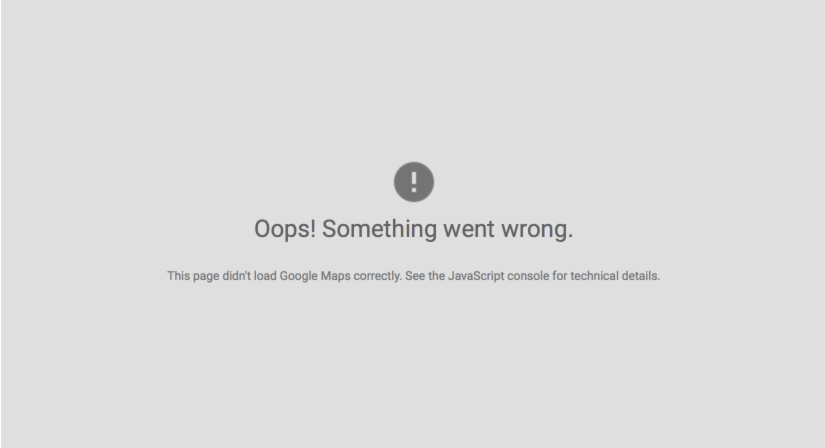 Oops! Something went wrong.
This page didn't load Google Maps correctly. See the JavaScript console for technical details.